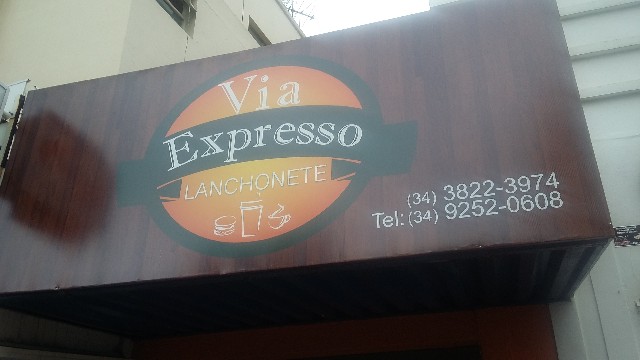 Via
Expresso
LANCHONETE
(34) 3822-3974
Tel: (34) 9252-0608